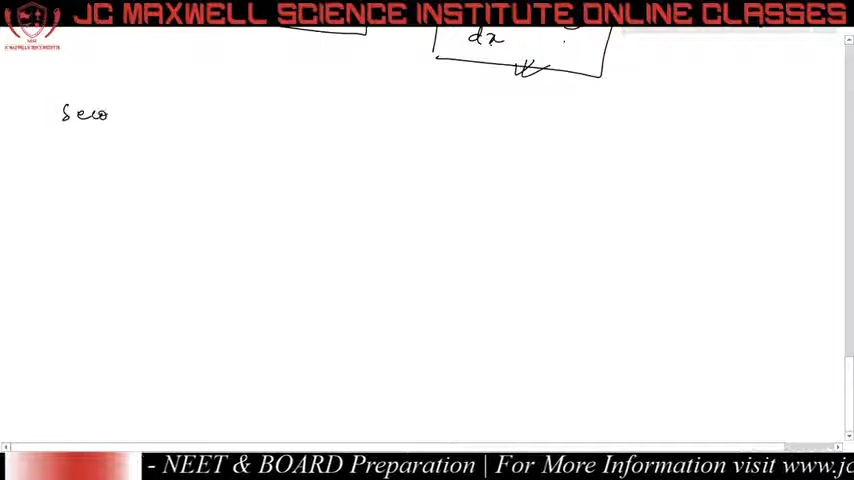 JC MAXWELL SCIENCE INSTITUTE ONLINE CLASSES
dx
Seco
- NEET & BOARD Preparation | For More Information visit www.jc